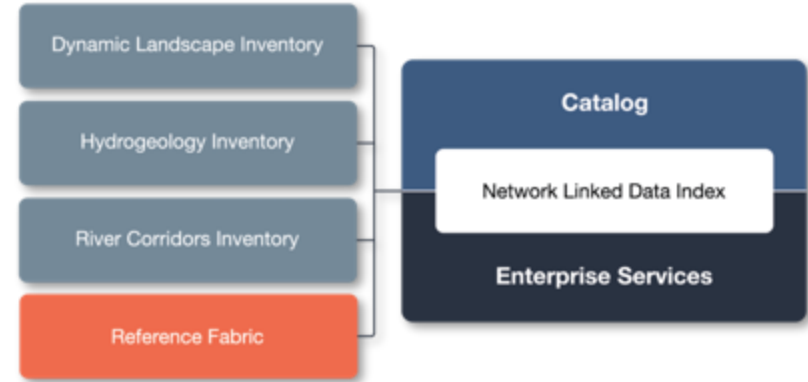 Dynamic Landscape Inventory
Hydrogeology Inventory
River Corridors Inventory
Reference Fabric
Catalog
Network Linked Data Index
Enterprise Services